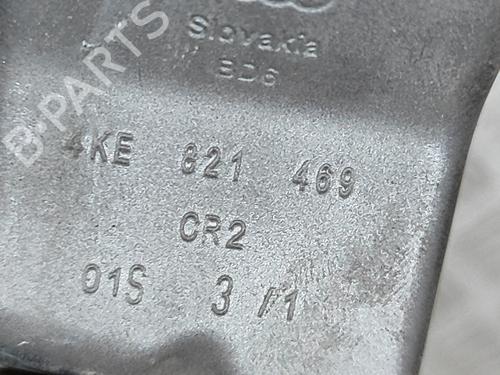 Slovakia
BD6
B-PARTS
4KE 821 469
CR2
01S 3 /1